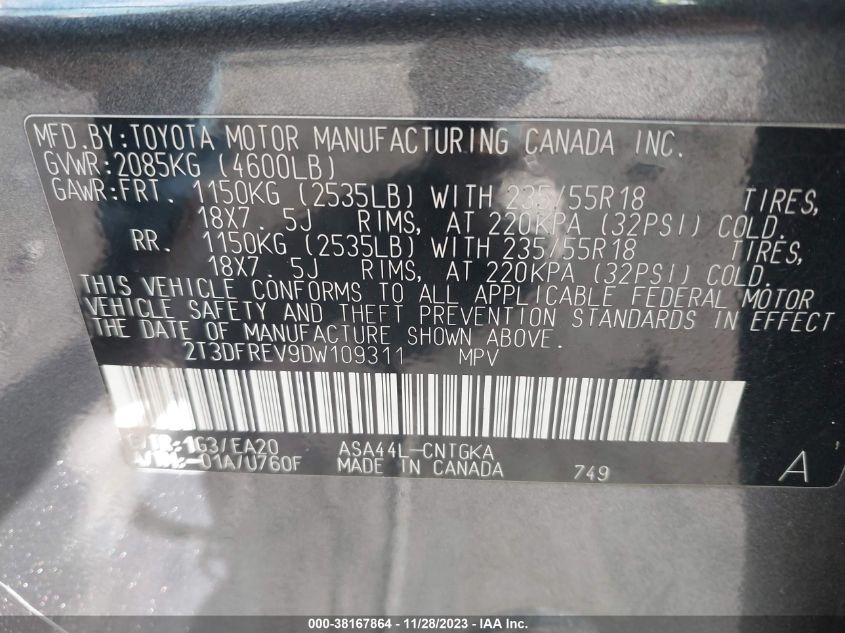 MFD.BY:TOYOTA MOTOR MANUFACTURING CANADA INC.
GVWR:2085KG (4600LB)
GAWR:FRT. 1150KG (2535LB) WITH 235/55R18 TIRES,
18X7.5J RIMS, AT 220KPA (32PSI) COLD.
RR. 1150KG (2535LB) WITH 235/55R18 TIRES,
18X7.5J RIMS, AT 220KPA (32PSI) COLD.
THIS VEHICLE CONFORMS TO ALL APPLICABLE FEDERAL MOTOR
VEHICLE SAFETY AND THEFT PREVENTION STANDARDS IN EFFECT
THE DATE OF MANUFACTURE SHOWN ABOVE.
2T3DFREV9DW109311 MPV
C/TR:1G3/EA20 ASA44L-CNTGKA
A/TM:-01A/U760F MADE IN CANADA 749 A
000-38167864 - 11/28/2023 - IAA Inc.